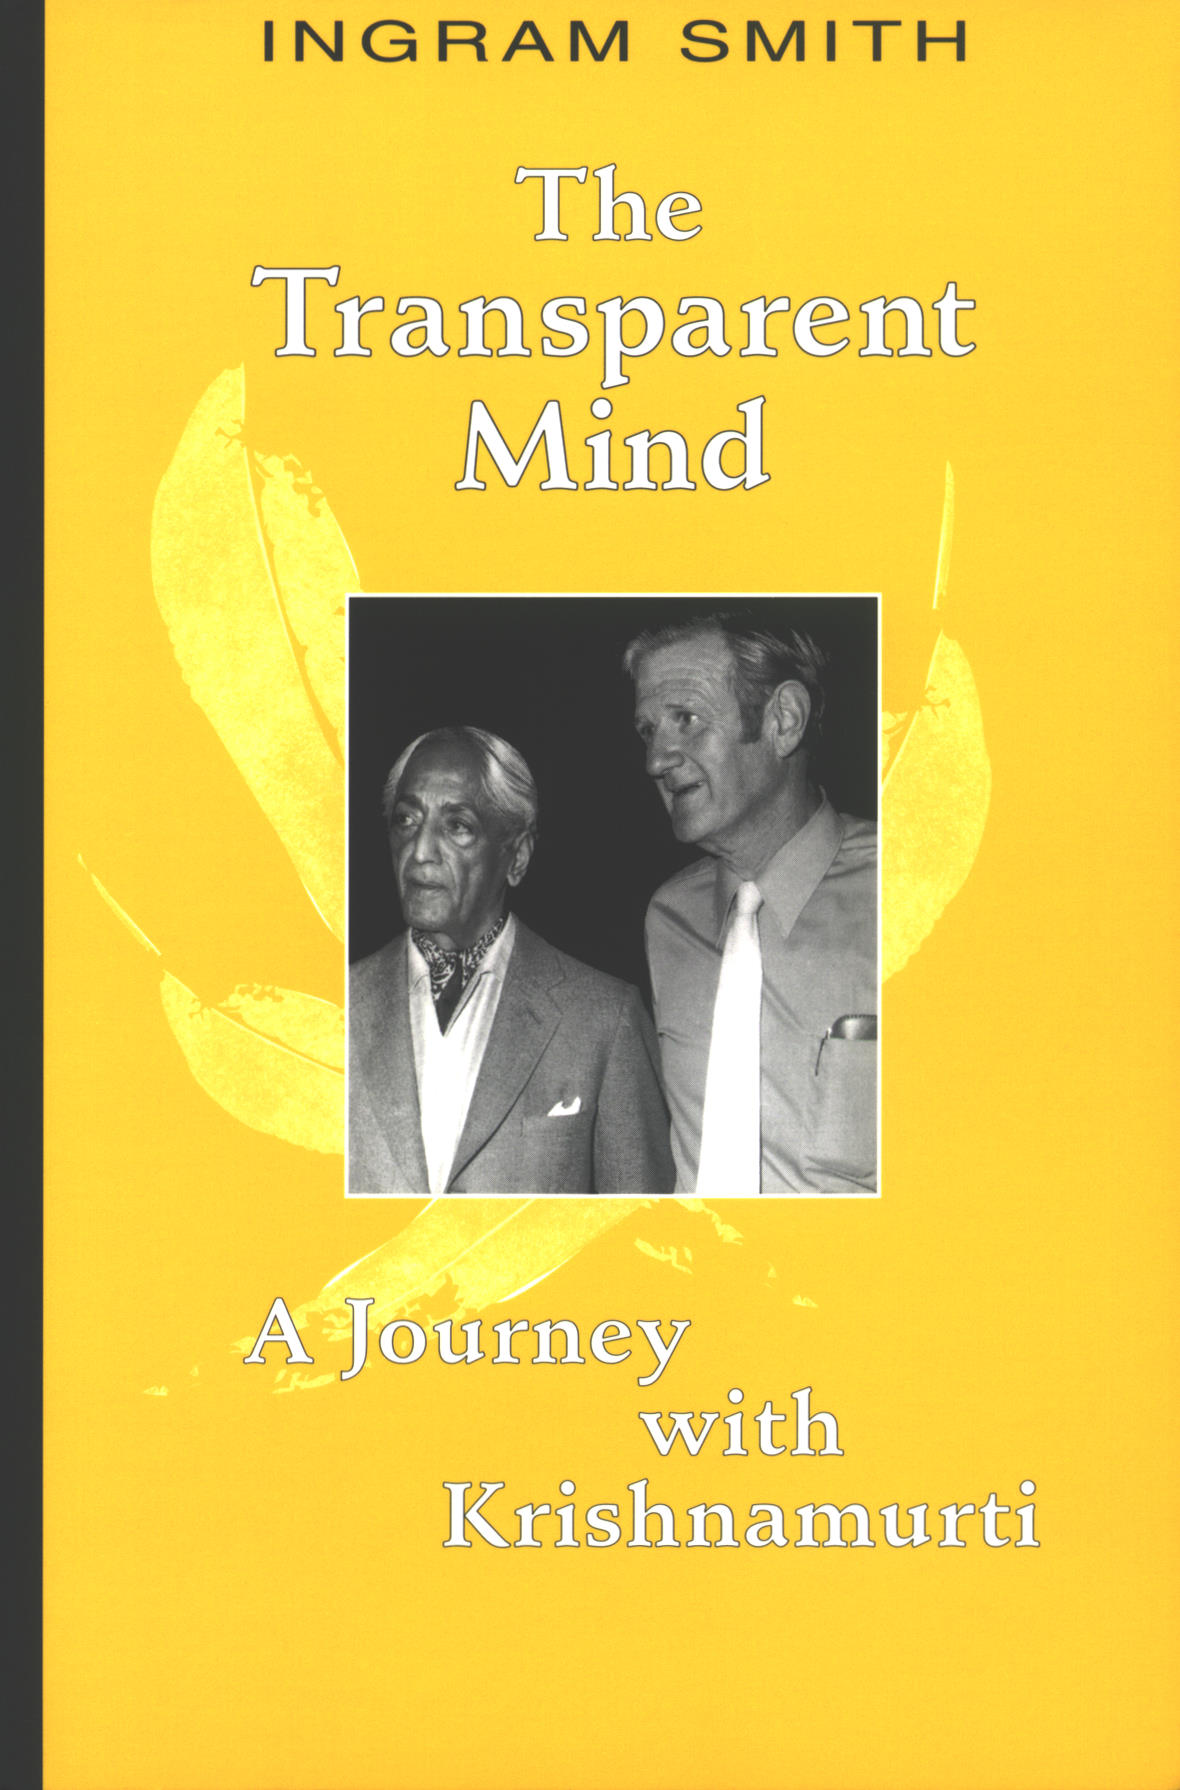 INGRAM SMITH
The
Transparent
Mind
A Journey
with
Krishnamurti